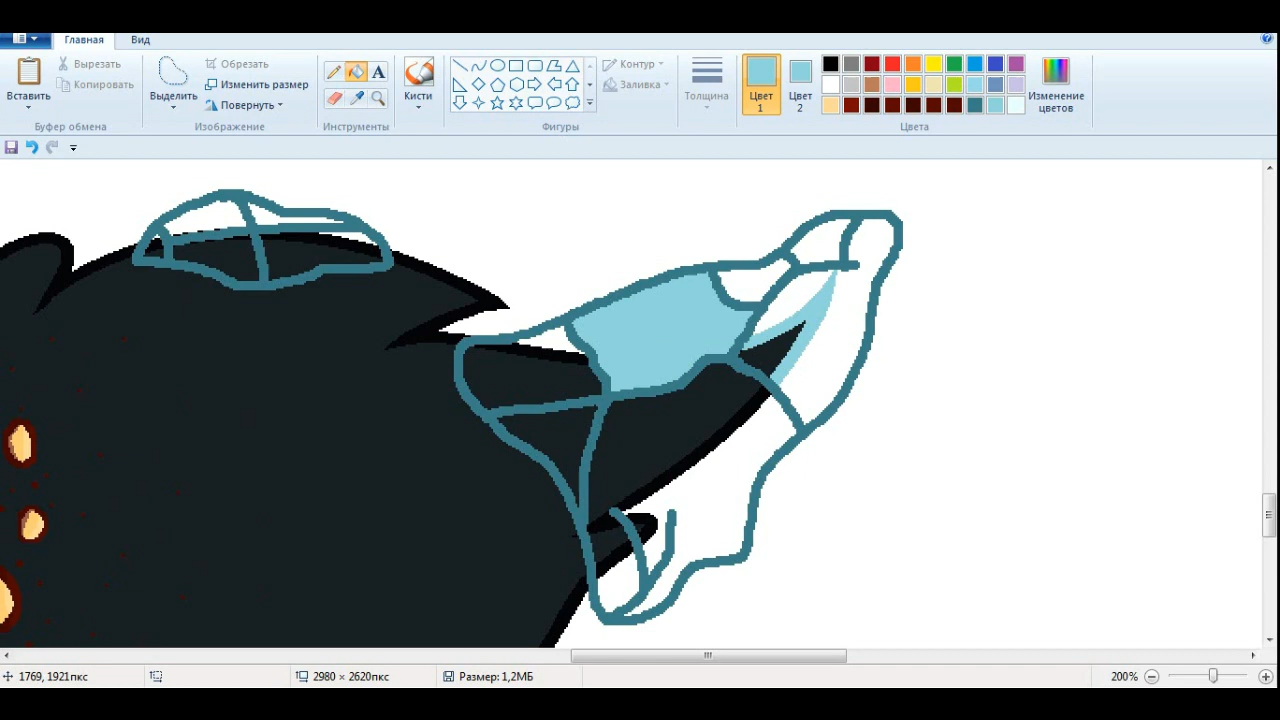 Главная Вид
Вставить
Вырезать
Копировать
Буфер обмена
Выделить
Обрезать
Изменить размер
Повернуть
Изображение
A
Инструменты
Кисти
Контур
Заливка
Фигуры
Толщина
Цвет
1
Цвет
2
Изменение
цветов
Цвета
1769, 1921пкс
2980 × 2620пкс
Размер: 1,2МБ
200%